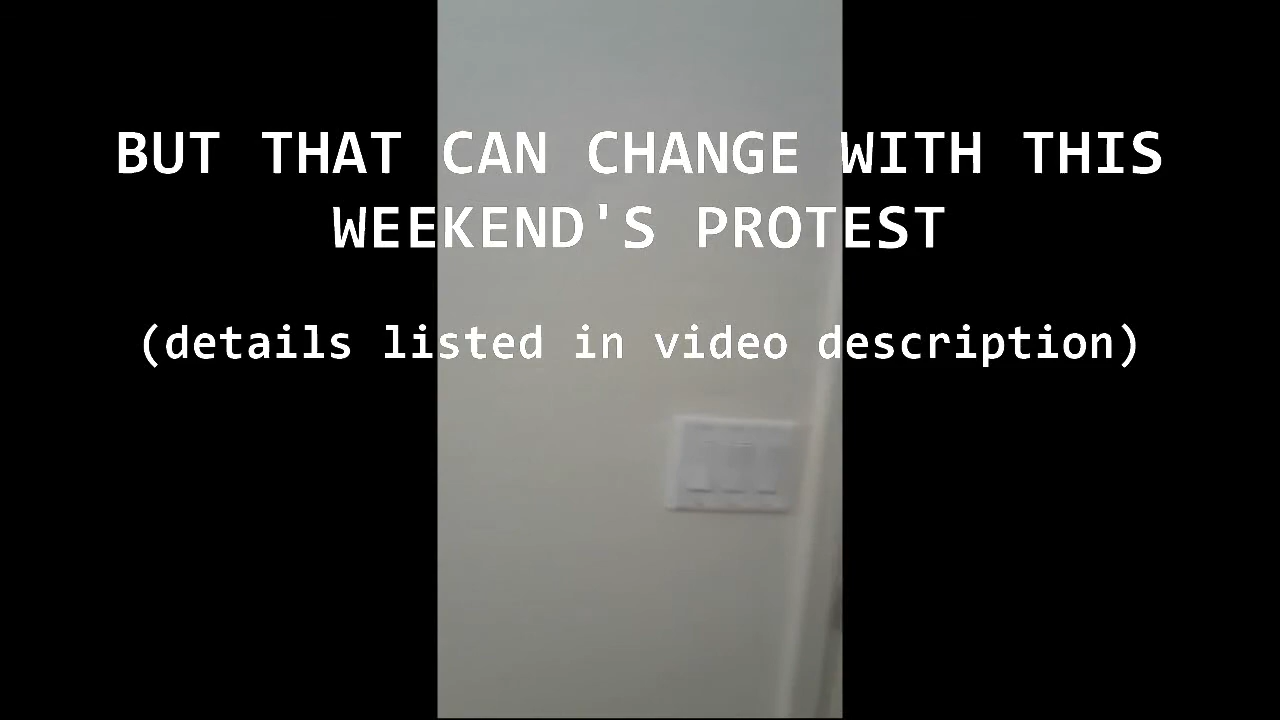 BUT THAT CAN CHANGE WITH THIS
WEEKEND'S PROTEST
(details listed in video description)